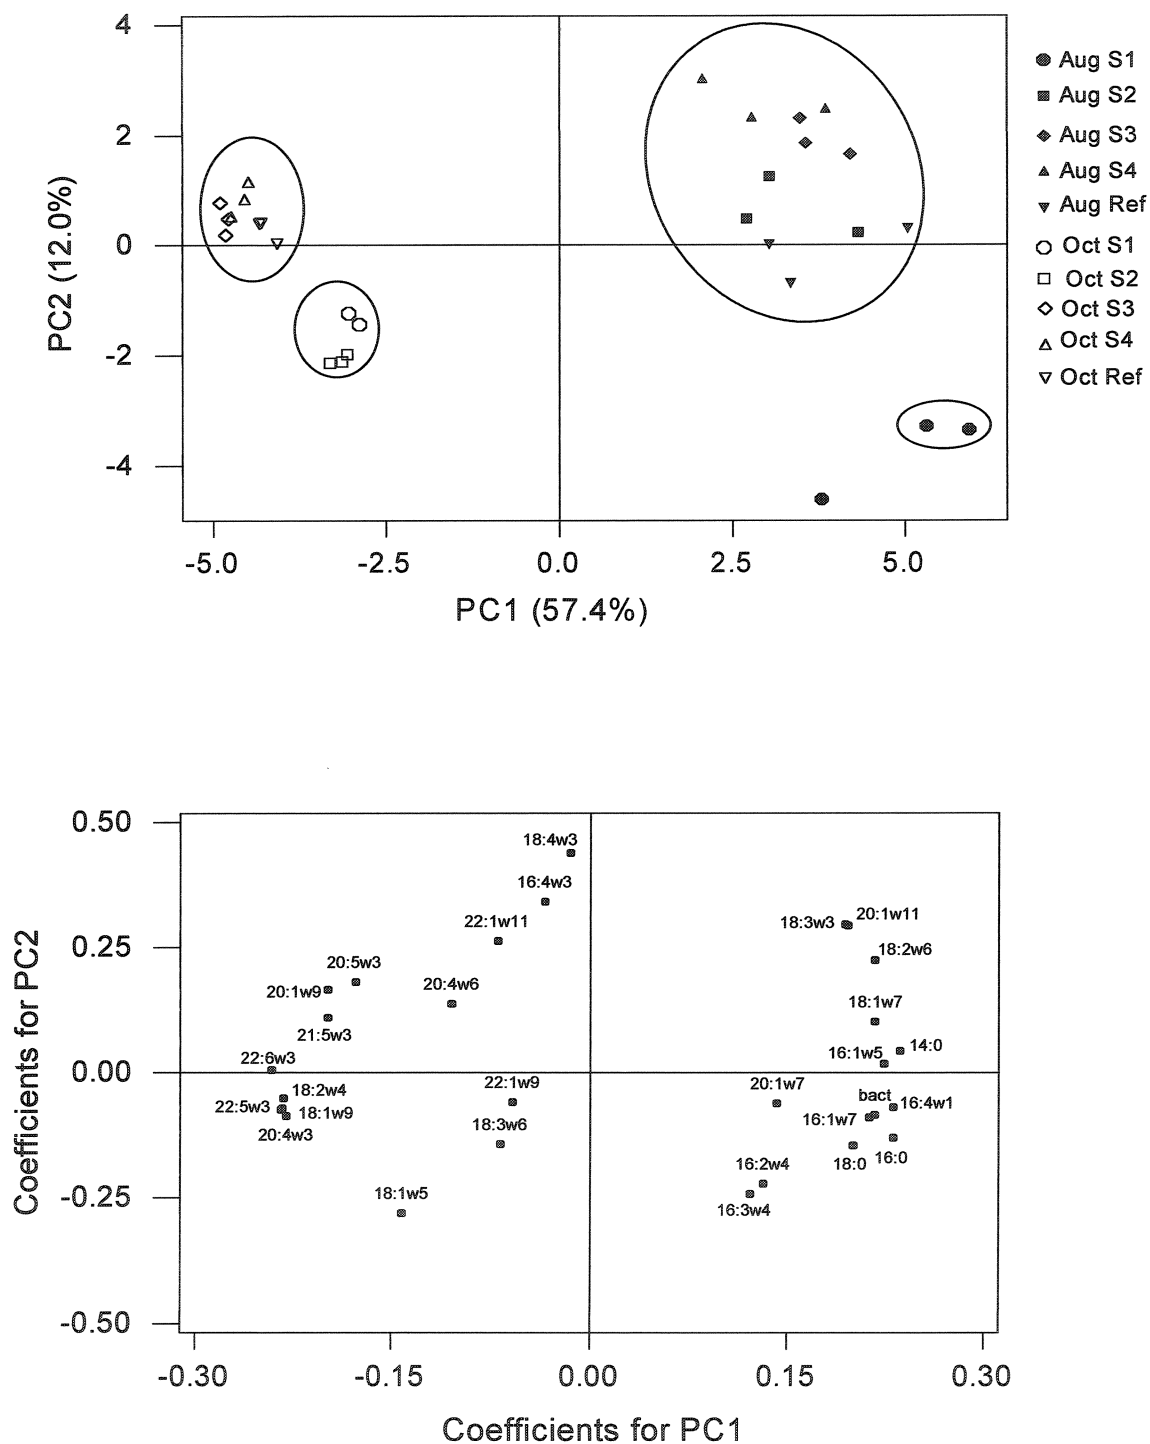 4
2
0
-2
-4
PC2 (12.0%)
-5.0 -2.5 0.0 2.5 5.0
PC1 (57.4%)
Aug S1
Aug S2
Aug S3
Aug S4
Aug Ref
Oct S1
Oct S2
Oct S3
Oct S4
Oct Ref
0.50
0.25
0.00
-0.25
-0.50
Coefficients for PC2
18:4w3
16:4w3
22:1w11
20:5w3
20:1w9
20:4w6
21:5w3
22:6w3
18:2w4
22:5w3
18:1w9
20:4w3
22:1w9
18:3w6
18:1w5
18:3w3
20:1w11
18:2w6
18:1w7
16:1w5
14:0
20:1w7
bact
16:4w1
16:1w7
18:0
16:0
16:2w4
16:3w4
-0.30 -0.15 0.00 0.15 0.30
Coefficients for PC1